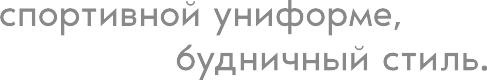 спортивной униформе,
будничный стиль.